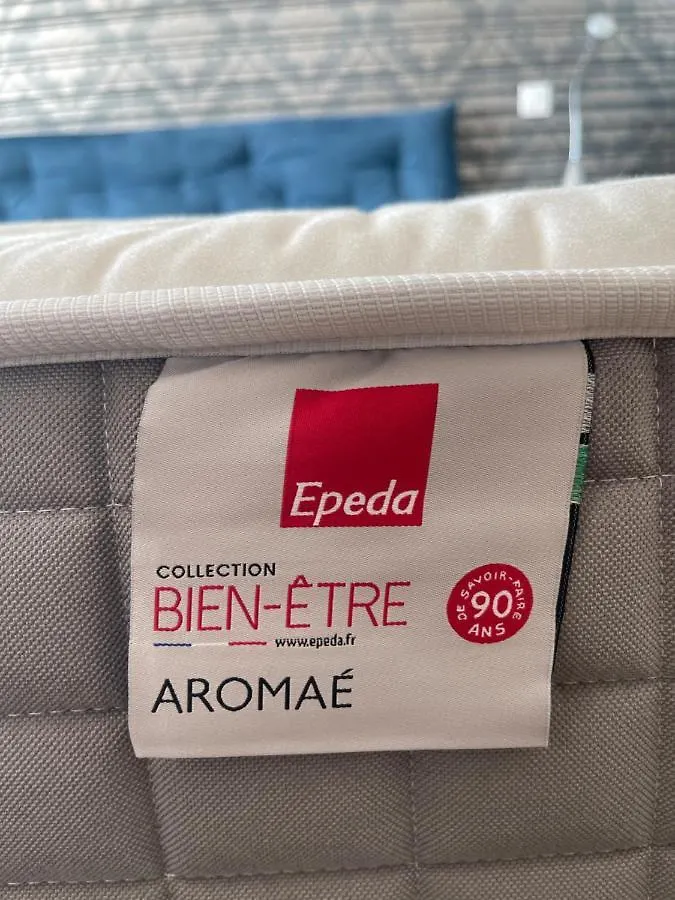 Epeda
COLLECTION
BIEN-ÊTRE
www.epeda.fr
AROMAÉ
DE SAVOIR-FAIRE
90
ANS